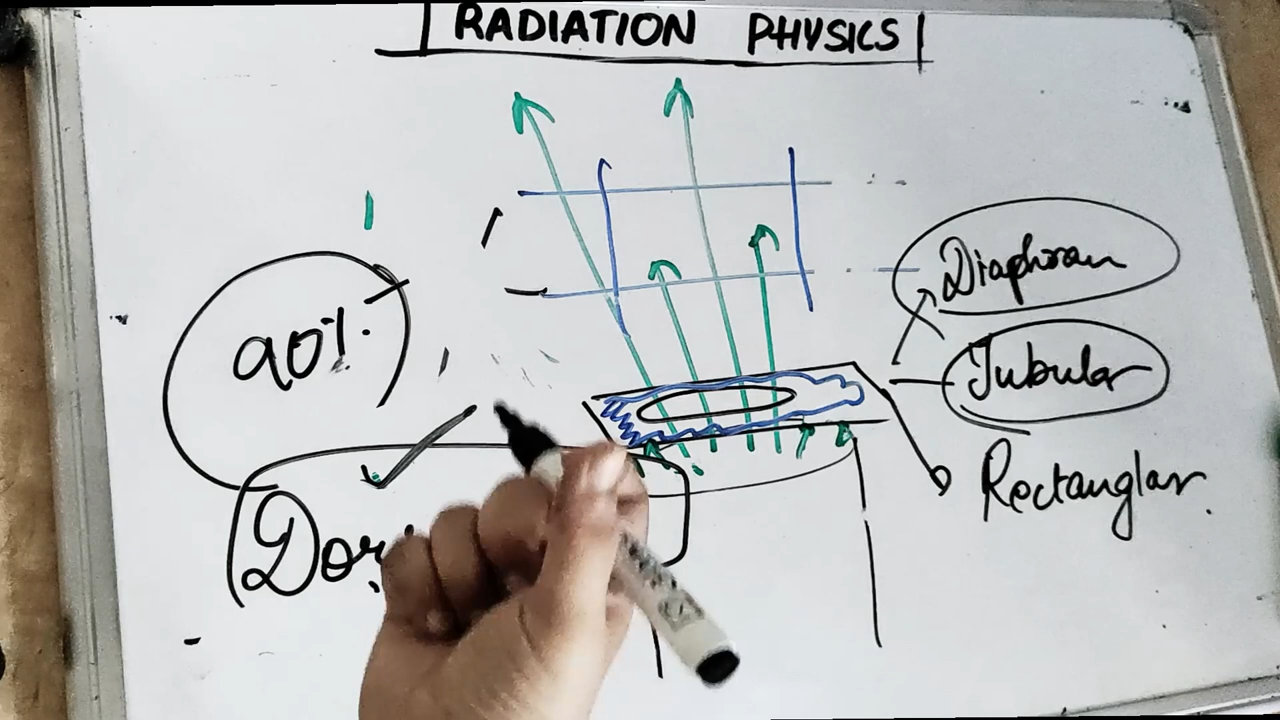 RADIATION PHYSICS
Diaphram
Tubular
90%.
Rectanglar.